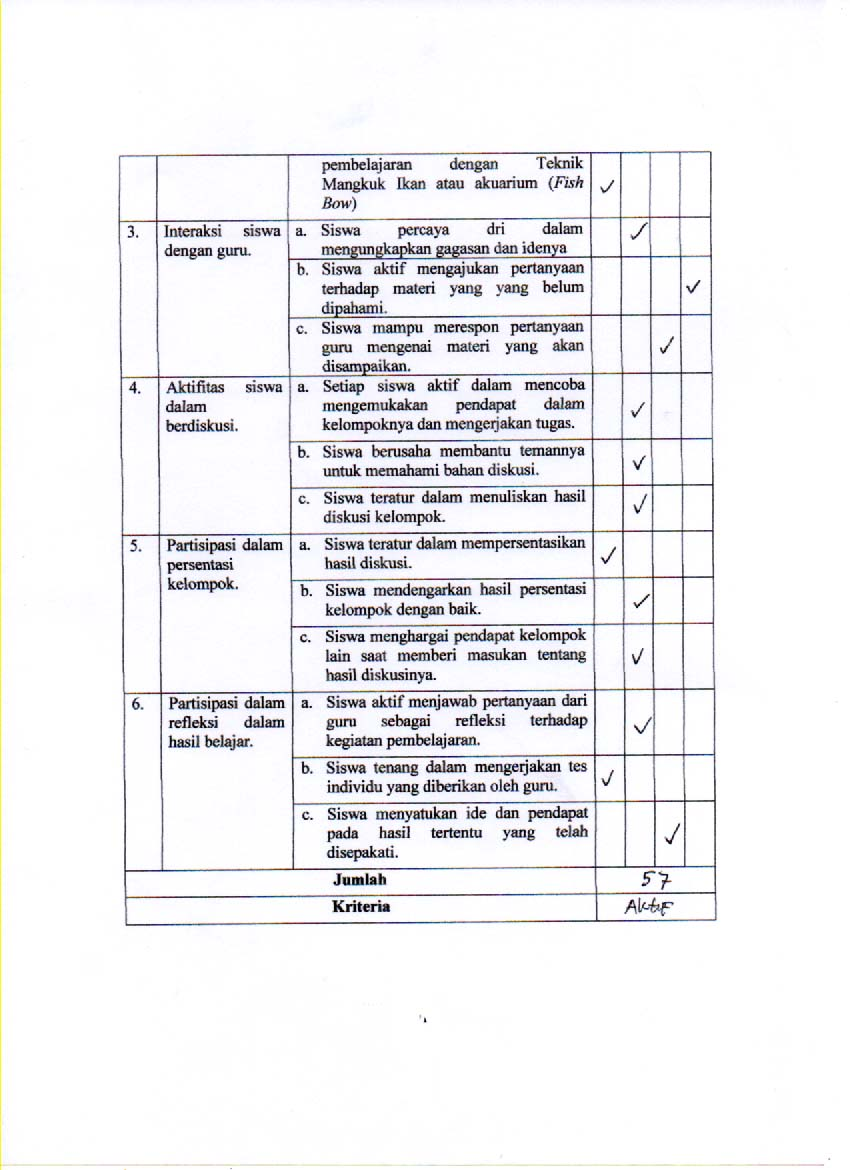 pembelajaran dengan Teknik
Mangkuk Ikan atau akuarium (Fish
Bow) ✓
3. Interaksi siswa
dengan guru.
a. Siswa percaya dri dalam
mengungkapkan gagasan dan idenya ✓
b. Siswa aktif mengajukan pertanyaan
terhadap materi yang yang belum
dipahami. ✓
c. Siswa mampu merespon pertanyaan
guru mengenai materi yang akan
disampaikan. ✓
4. Aktifitas siswa
dalam
berdiskusi.
a. Setiap siswa aktif dalam mencoba
mengemukakan pendapat dalam
kelompoknya dan mengerjakan tugas. ✓
b. Siswa berusaha membantu temannya
untuk memahami bahan diskusi. ✓
c. Siswa teratur dalam menuliskan hasil
diskusi kelompok. ✓
5. Partisipasi dalam
persentasi
kelompok.
a. Siswa teratur dalam mempersentasikan
hasil diskusi. ✓
b. Siswa mendengarkan hasil persentasi
kelompok dengan baik. ✓
c. Siswa menghargai pendapat kelompok
lain saat memberi masukan tentang
hasil diskusinya. ✓
6. Partisipasi dalam
refleksi dalam
hasil belajar.
a. Siswa aktif menjawab pertanyaan dari
guru sebagai refleksi terhadap
kegiatan pembelajaran. ✓
b. Siswa tenang dalam mengerjakan tes
individu yang diberikan oleh guru. ✓
c. Siswa menyatukan ide dan pendapat
pada hasil tertentu yang telah
disepakati. ✓
Jumlah 57
Kriteria Aktif